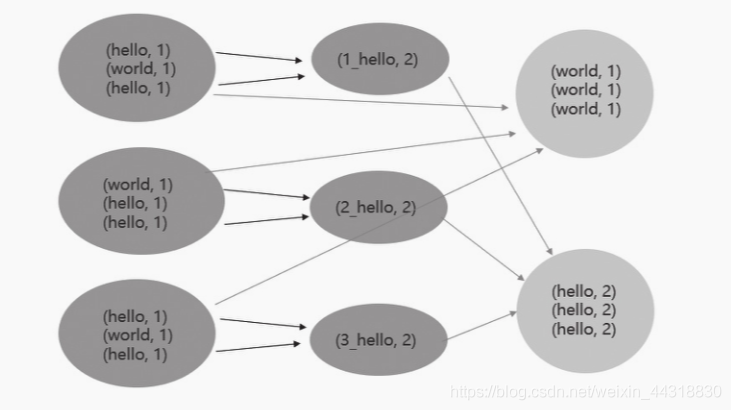 (hello, 1)
(world, 1)
(hello, 1)
(1_hello, 2)
(world, 1)
(world, 1)
(world, 1)
(world, 1)
(hello, 1)
(hello, 1)
(2_hello, 2)
(hello, 1)
(world, 1)
(hello, 1)
(3_hello, 2)
(hello, 2)
(hello, 2)
(hello, 2)
https://blog.csdn.net/weixin_44318830